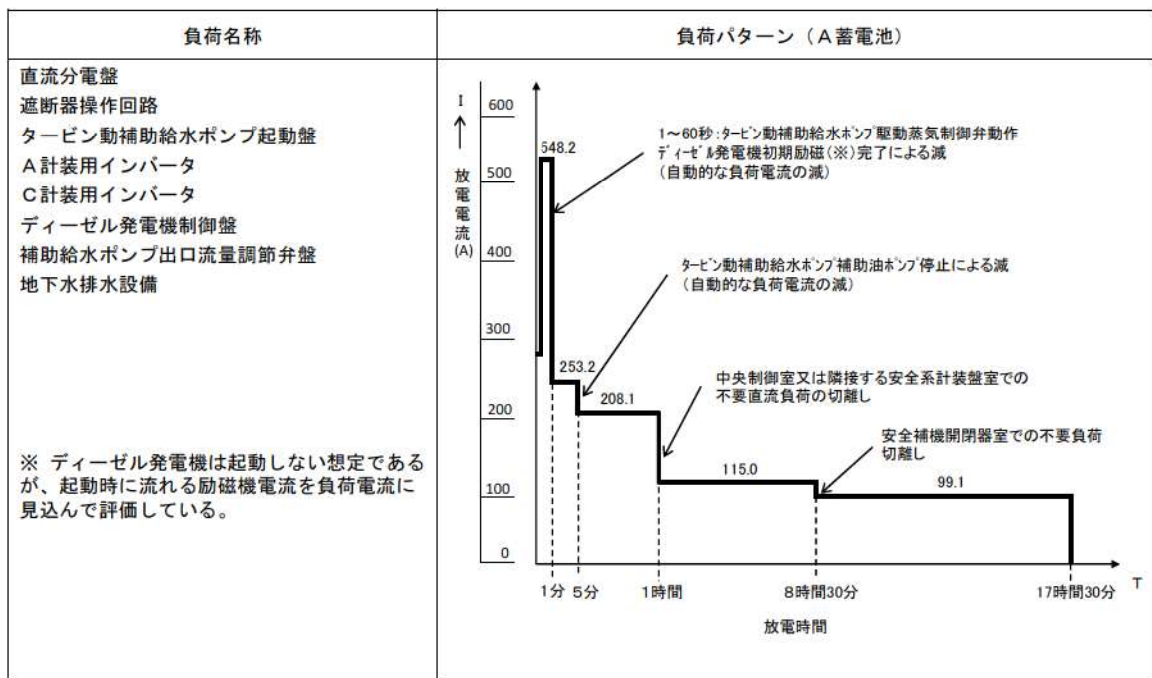 負荷名称
負荷パターン（Ａ蓄電池）
直流分電盤
遮断器操作回路
タービン動補助給水ポンプ起動盤
Ａ計装用インバータ
Ｃ計装用インバータ
ディーゼル発電機制御盤
補助給水ポンプ出口流量調節弁盤
地下水排水設備
※ ディーゼル発電機は起動しない想定である
が、起動時に流れる励磁機電流を負荷電流に
見込んで評価している。
I
放電電流(A)
600
500
400
300
200
100
0
548.2
1～60秒：ﾀｰﾋﾞﾝ動補助給水ﾎﾟﾝﾌﾟ駆動蒸気制御弁動作
ﾃﾞｨｰｾﾞﾙ発電機初期励磁(※)完了による減
(自動的な負荷電流の減)
ﾀｰﾋﾞﾝ動補助給水ﾎﾟﾝﾌﾟ補助油ﾎﾟﾝﾌﾟ停止による減
(自動的な負荷電流の減)
253.2
208.1
中央制御室又は隣接する安全系計装盤室での
不要直流負荷の切離し
安全補機開閉器室での不要負荷
切離し
115.0
99.1
1分
5分
1時間
8時間30分
17時間30分
T
放電時間